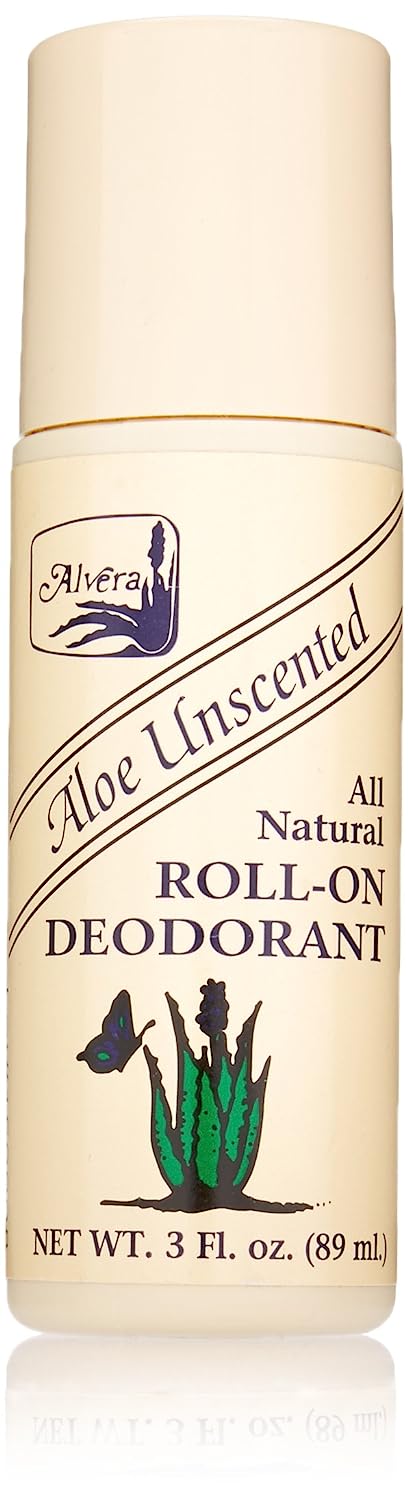 Alvera
Aloe Unscented
All
Natural
ROLL-ON
DEODORANT
NET WT. 3 Fl. oz. (89 ml.)